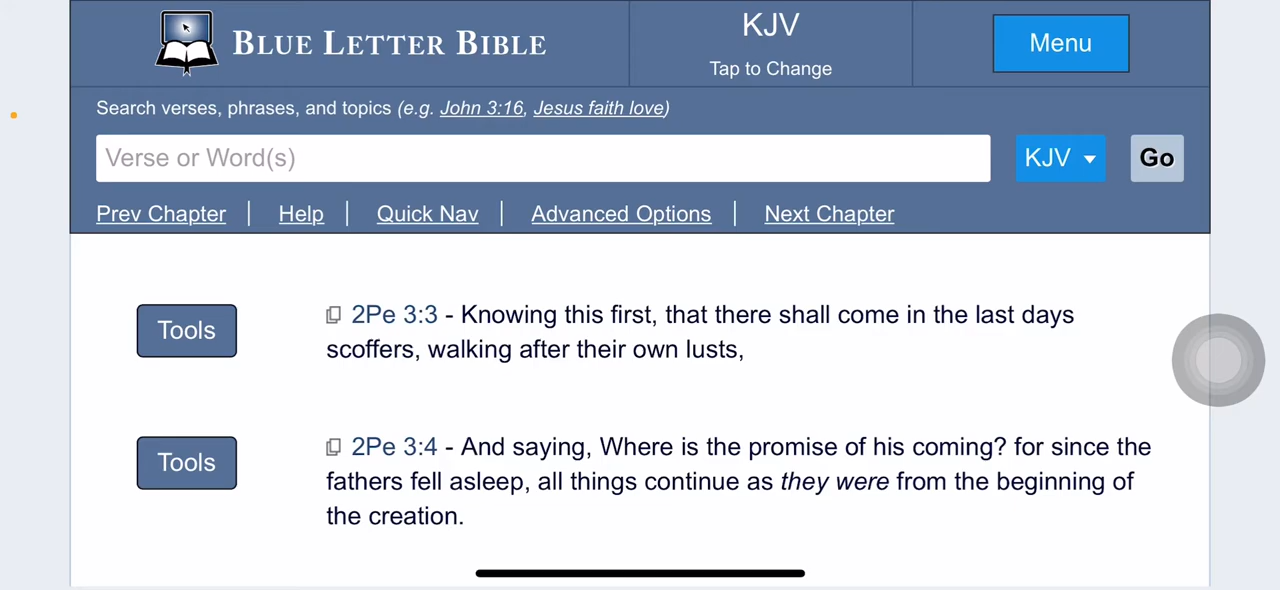 BLUE LETTER BIBLE
KJV
Tap to Change
Menu
Search verses, phrases, and topics (e.g. John 3:16, Jesus faith love)
Verse or Word(s)
KJV
Go
Prev Chapter | Help | Quick Nav | Advanced Options | Next Chapter
Tools
2Pe 3:3 - Knowing this first, that there shall come in the last days
scoffers, walking after their own lusts,
Tools
2Pe 3:4 - And saying, Where is the promise of his coming? for since the
fathers fell asleep, all things continue as they were from the beginning of
the creation.